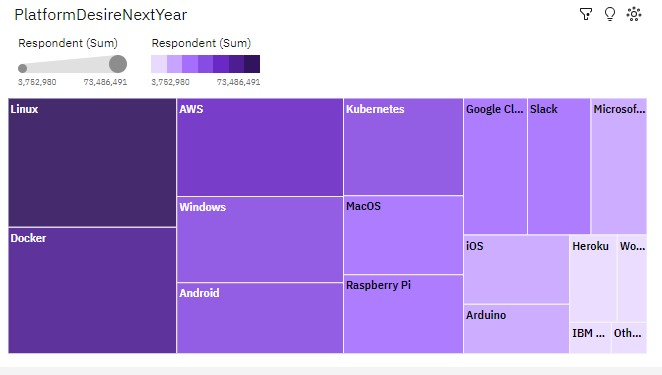 PlatformDesireNextYear
Respondent (Sum) Respondent (Sum)
3,752,980 73,486,491 3,752,980 73,486,491
Linux
AWS
Kubernetes
Google Cl...
Slack
Microsof...
Windows
MacOS
Docker
iOS
Heroku
Wo...
Android
Raspberry Pi
Arduino
IBM ...
Oth...